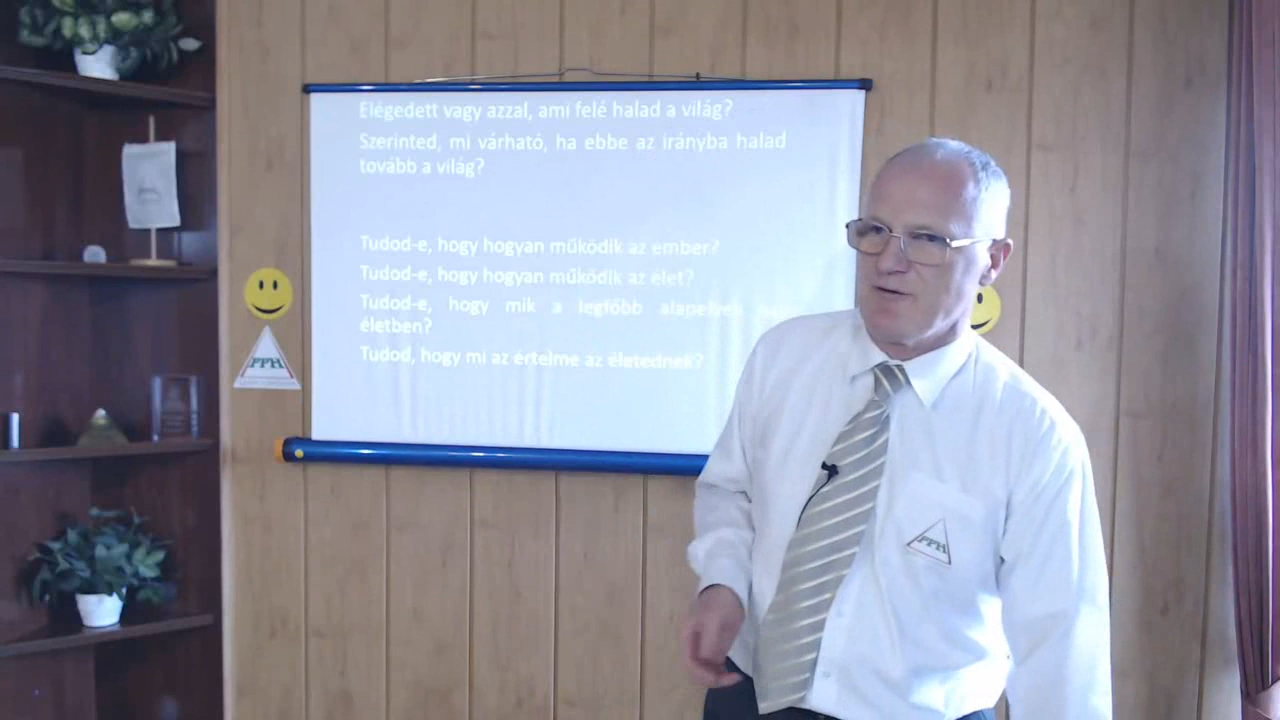 Elégedett vagy azzal, ami felé halad a világ?
Szerinted, mi várható, ha ebbe az irányba halad
tovább a világ?
Tudod-e, hogy hogyan működik az ember?
Tudod-e, hogy hogyan működik az élet?
Tudod-e, hogy mik a legfőbb alapelvek
életben?
Tudod, hogy mi az értelme az életednek?
PPH
PPH